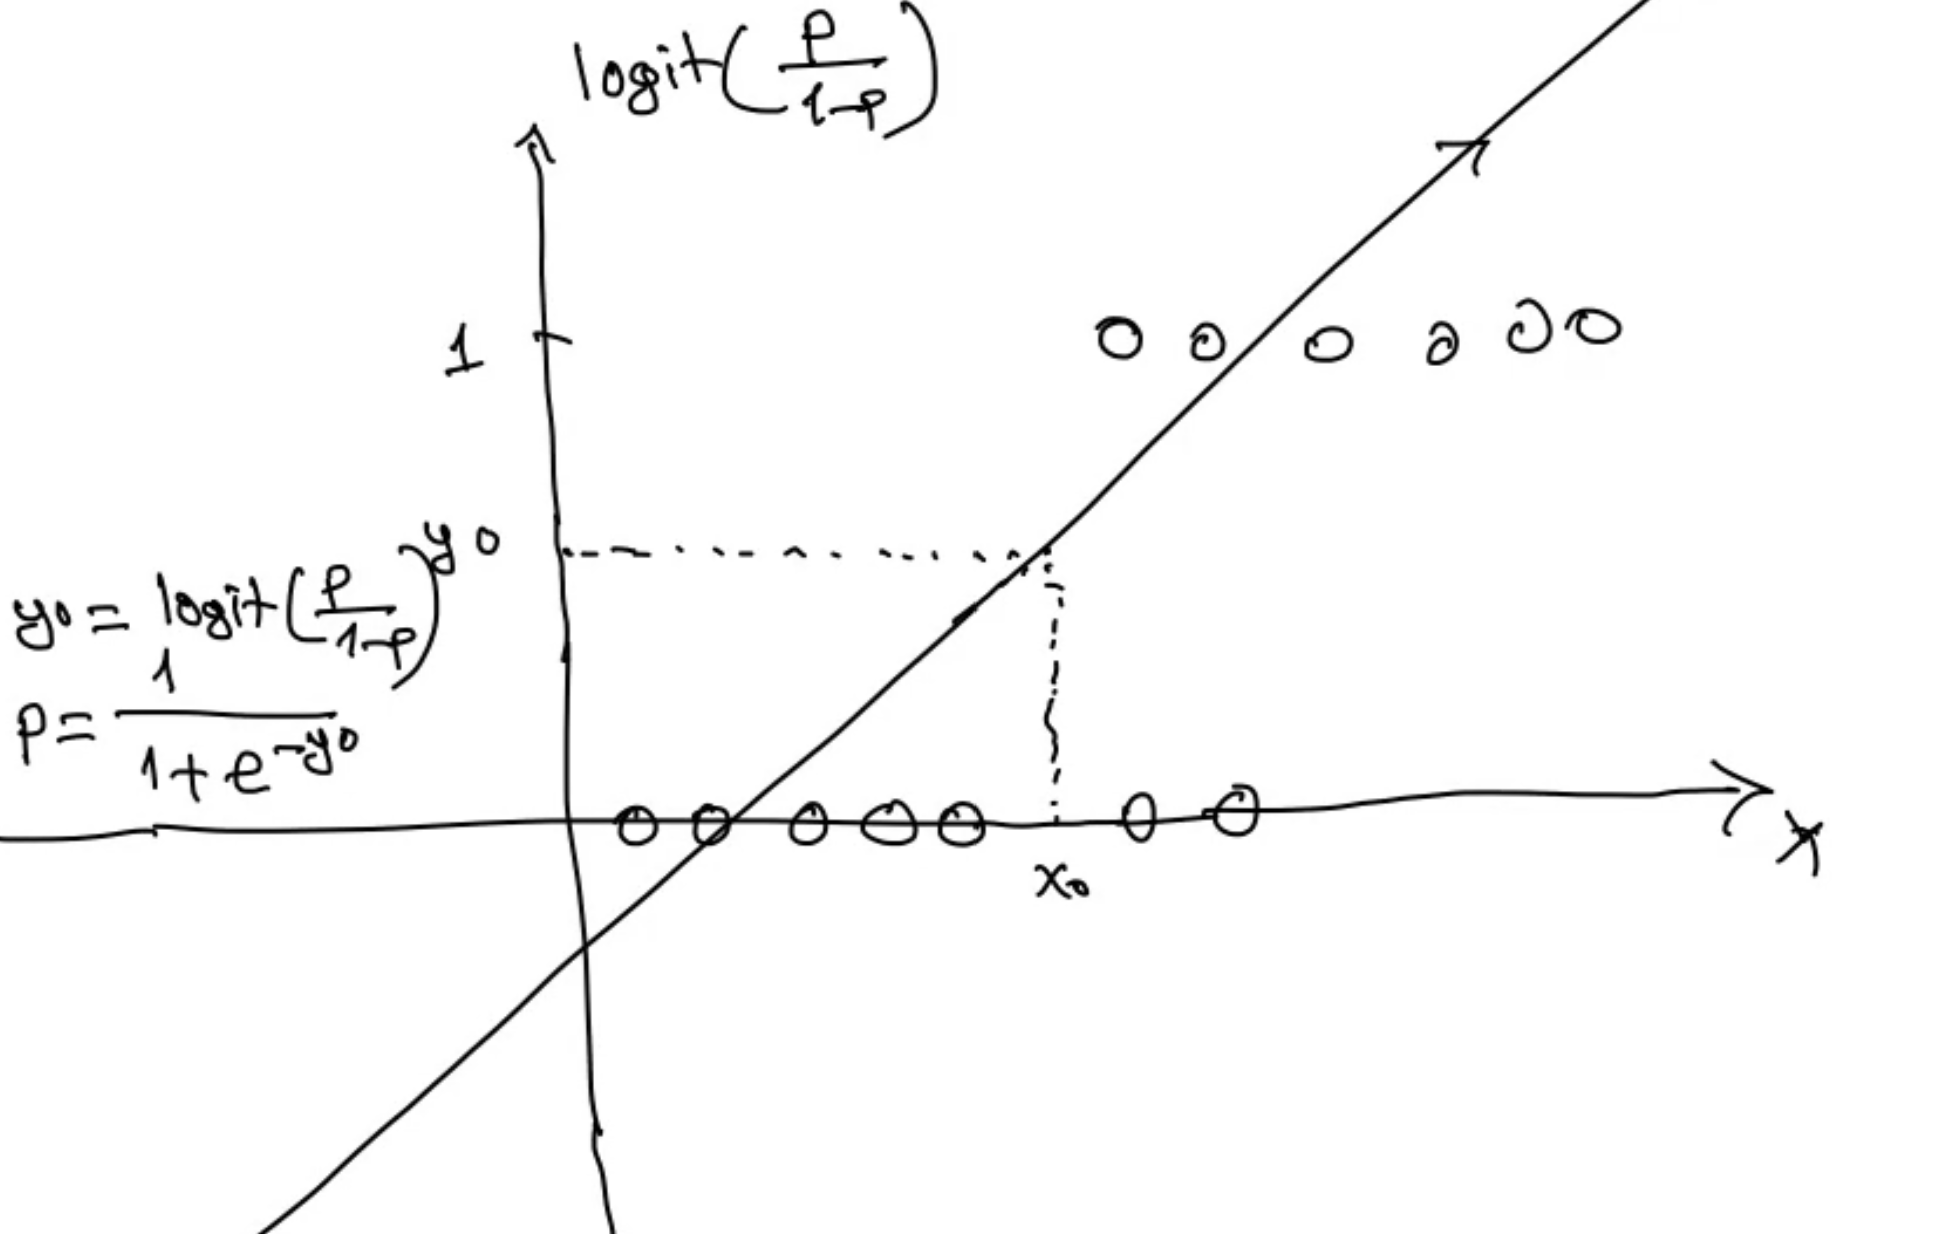 logit(p/(1-p))
1
y0
y0 = logit(p/(1-p))
p = 1/(1+e^-y0)
x0
x